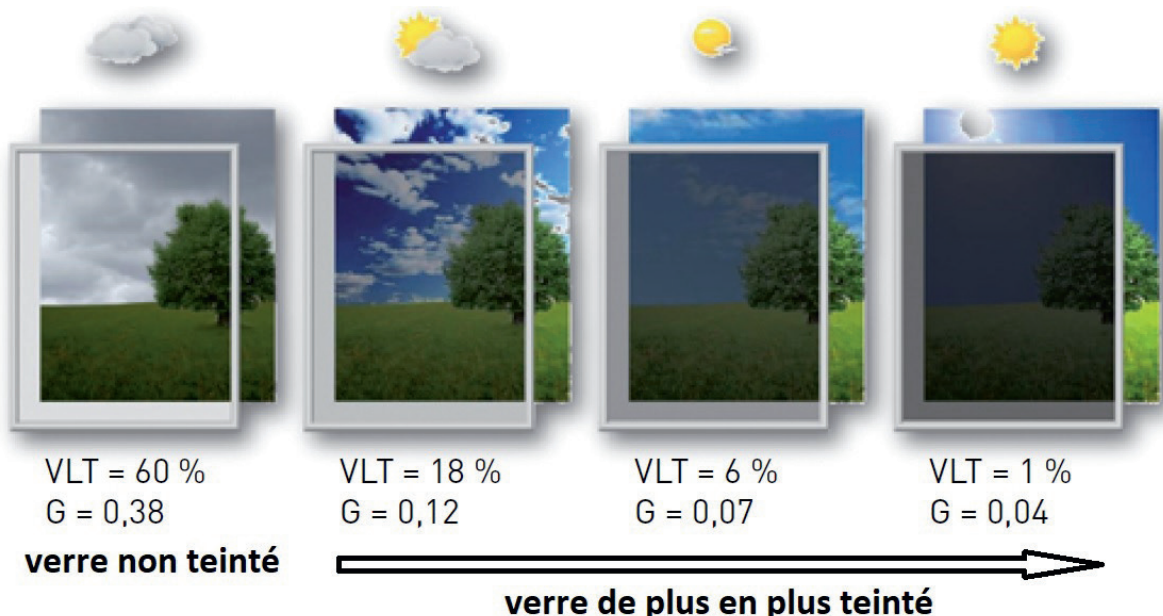 VLT = 60 %
G = 0,38
VLT = 18 %
G = 0,12
VLT = 6 %
G = 0,07
VLT = 1 %
G = 0,04
verre non teinté
verre de plus en plus teinté